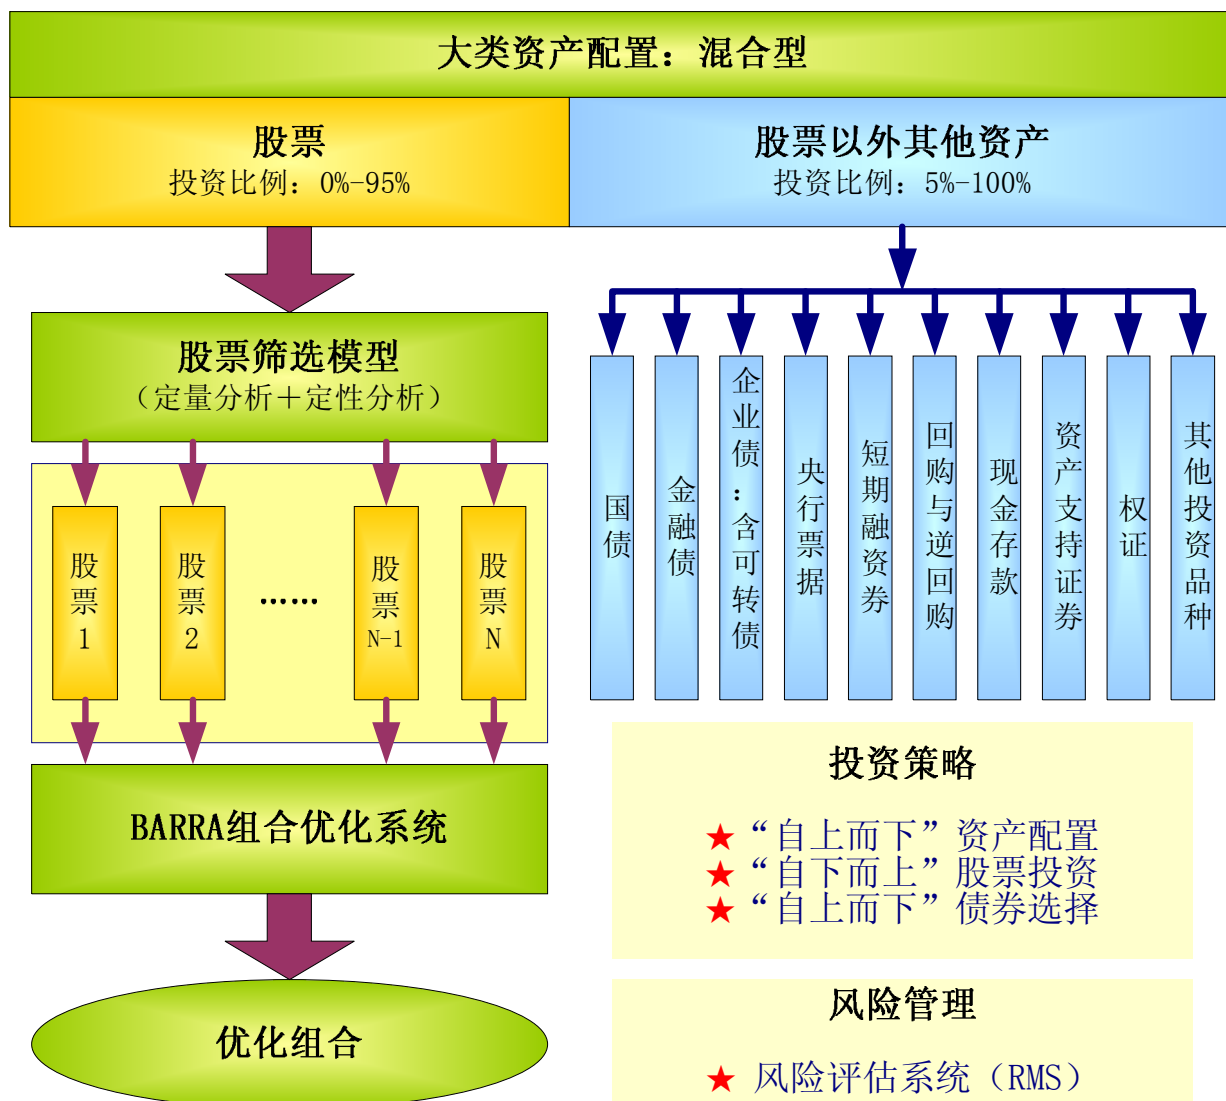 大类资产配置：混合型
股票
投资比例：0%-95%
股票以外其他资产
投资比例：5%-100%
股票筛选模型
（定量分析＋定性分析）
股票1
股票2
……
股票N-1
股票N
BARRA组合优化系统
优化组合
国债
金融债
企业债：含可转债
央行票据
短期融资券
回购与逆回购
现金存款
资产支持证券
权证
其他投资品种
投资策略
★“自上而下”资产配置
★“自下而上”股票投资
★“自上而下”债券选择
风险管理
★ 风险评估系统（RMS）